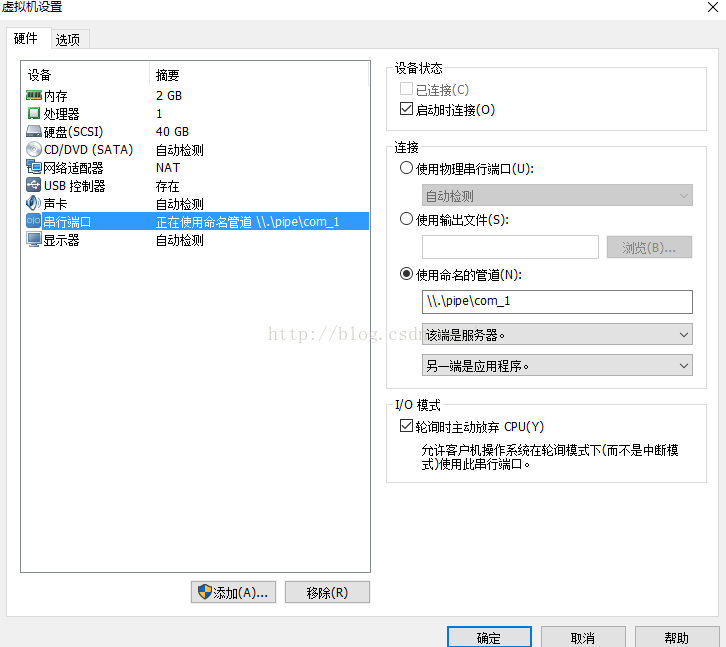 虚拟机设置
硬件 选项
设备 摘要
内存 2 GB
处理器 1
硬盘(SCSI) 40 GB
CD/DVD (SATA) 自动检测
网络适配器 NAT
USB 控制器 存在
声卡 自动检测
串行端口 正在使用命名管道 \\.\pipe\com_1
显示器 自动检测
添加(A)... 移除(R)
设备状态
已连接(C)
启动时连接(O)
连接
使用物理串行端口(U):
自动检测
使用输出文件(S):
浏览(B)...
使用命名的管道(N):
\\.\pipe\com_1
http://blog.csdn
该端是服务器。
另一端是应用程序。
I/O 模式
轮询时主动放弃 CPU(Y)
允许客户机操作系统在轮询模式下(而不是中断模
式)使用此串行端口。
确定 取消 帮助